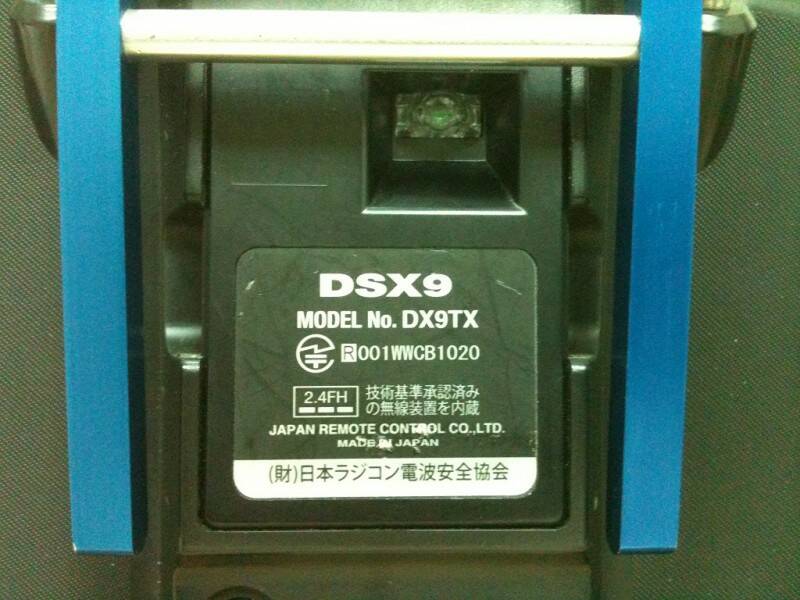 DSX9
MODEL No. DX9TX
R001WWCB1020
2.4FH 技術基準承認済み
の無線装置を内蔵
JAPAN REMOTE CONTROL CO.,LTD.
MADE IN JAPAN
(財)日本ラジコン電波安全協会